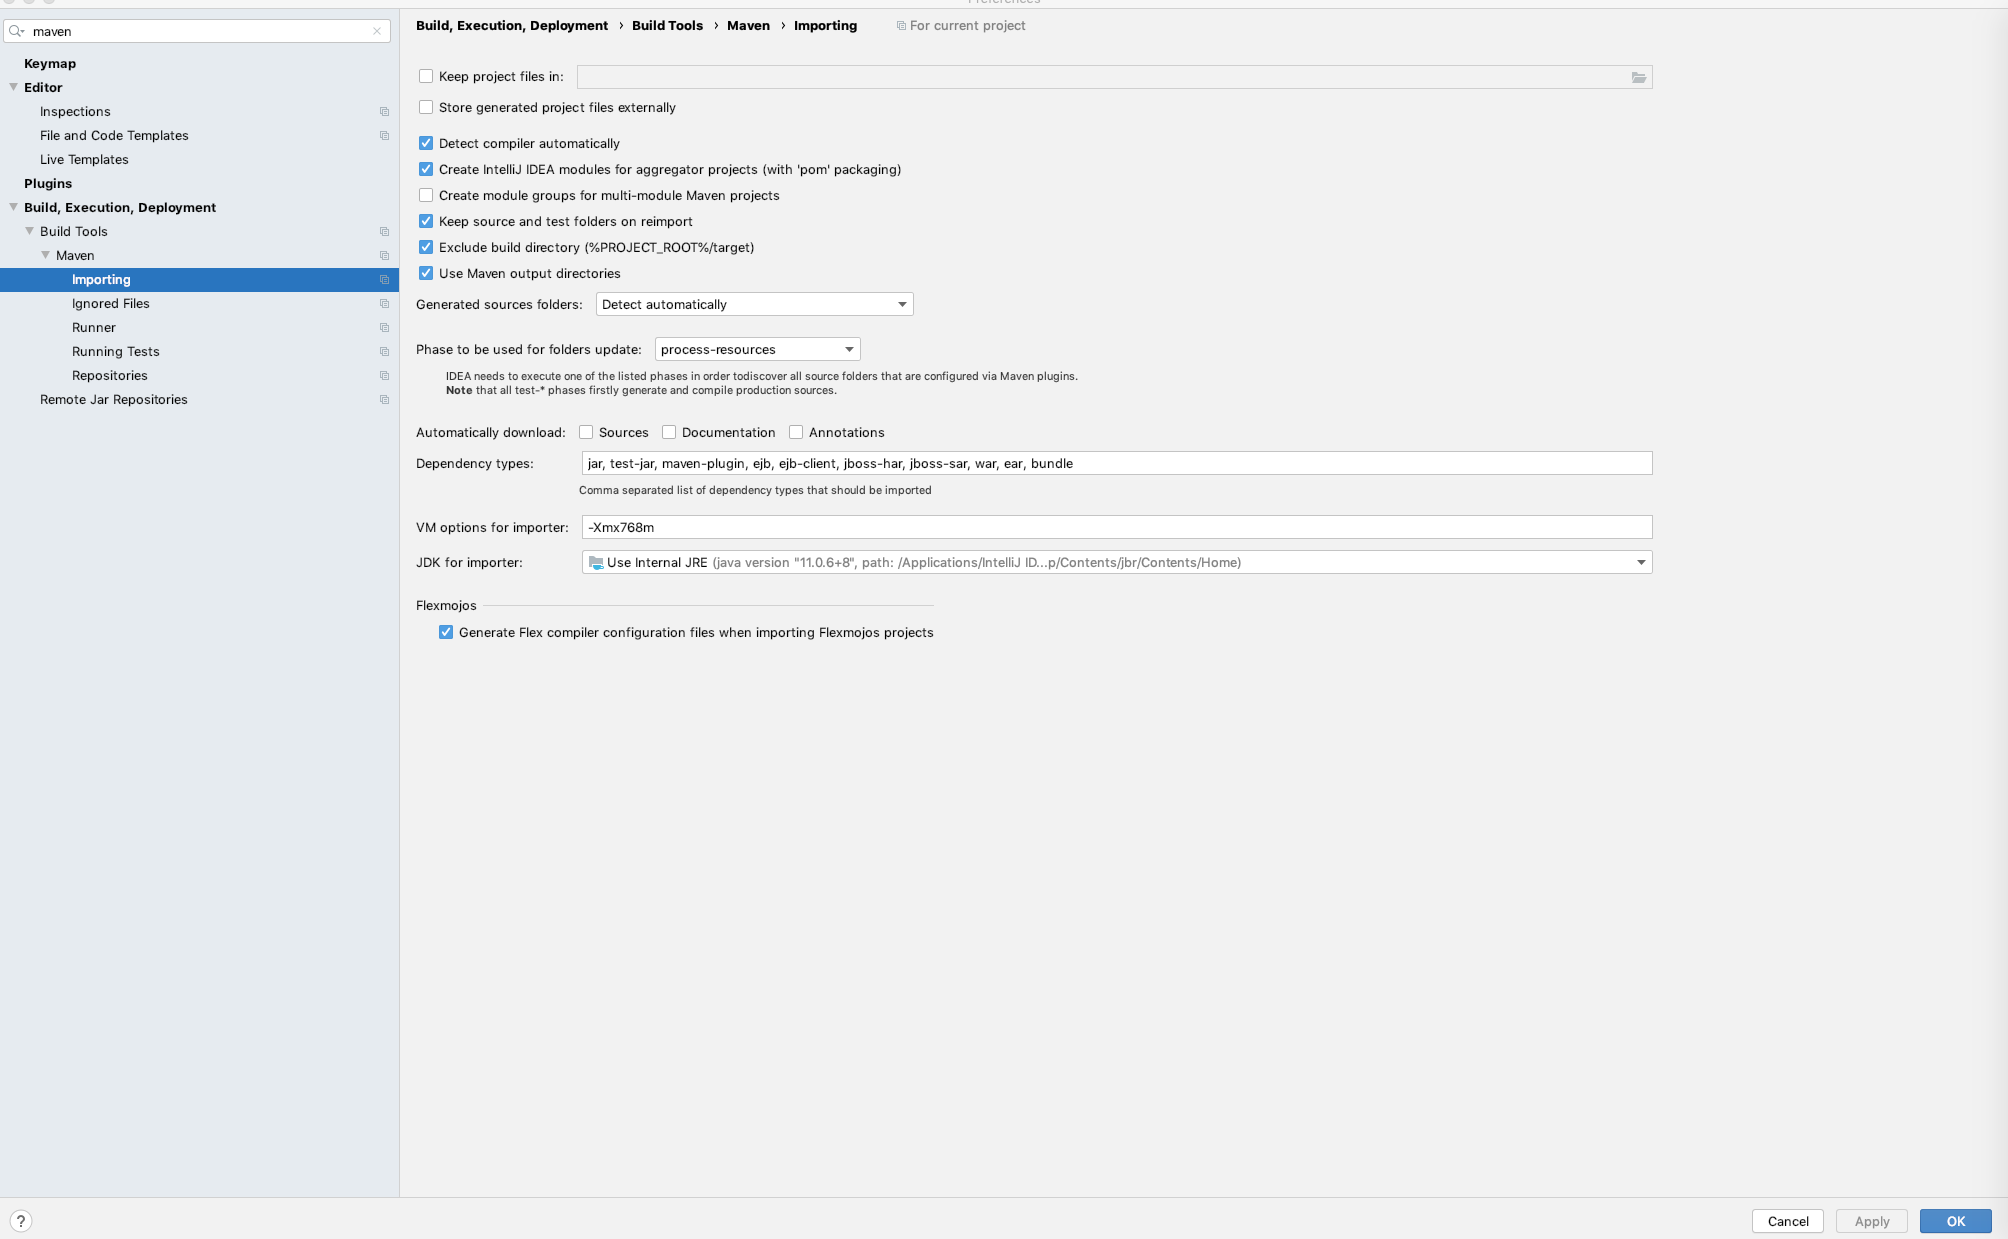 Preferences
maven
Keymap
Editor
Inspections
File and Code Templates
Live Templates
Plugins
Build, Execution, Deployment
Build Tools
Maven
Importing
Ignored Files
Runner
Running Tests
Repositories
Remote Jar Repositories
Build, Execution, Deployment › Build Tools › Maven › Importing For current project
Keep project files in:
Store generated project files externally
Detect compiler automatically
Create IntelliJ IDEA modules for aggregator projects (with 'pom' packaging)
Create module groups for multi-module Maven projects
Keep source and test folders on reimport
Exclude build directory (%PROJECT_ROOT%/target)
Use Maven output directories
Generated sources folders: Detect automatically
Phase to be used for folders update: process-resources
IDEA needs to execute one of the listed phases in order todiscover all source folders that are configured via Maven plugins.
Note that all test-* phases firstly generate and compile production sources.
Automatically download: Sources Documentation Annotations
Dependency types: jar, test-jar, maven-plugin, ejb, ejb-client, jboss-har, jboss-sar, war, ear, bundle
Comma separated list of dependency types that should be imported
VM options for importer: -Xmx768m
JDK for importer: Use Internal JRE (java version "11.0.6+8", path: /Applications/IntelliJ ID...p/Contents/jbr/Contents/Home)
Flexmojos
Generate Flex compiler configuration files when importing Flexmojos projects
? Cancel Apply OK